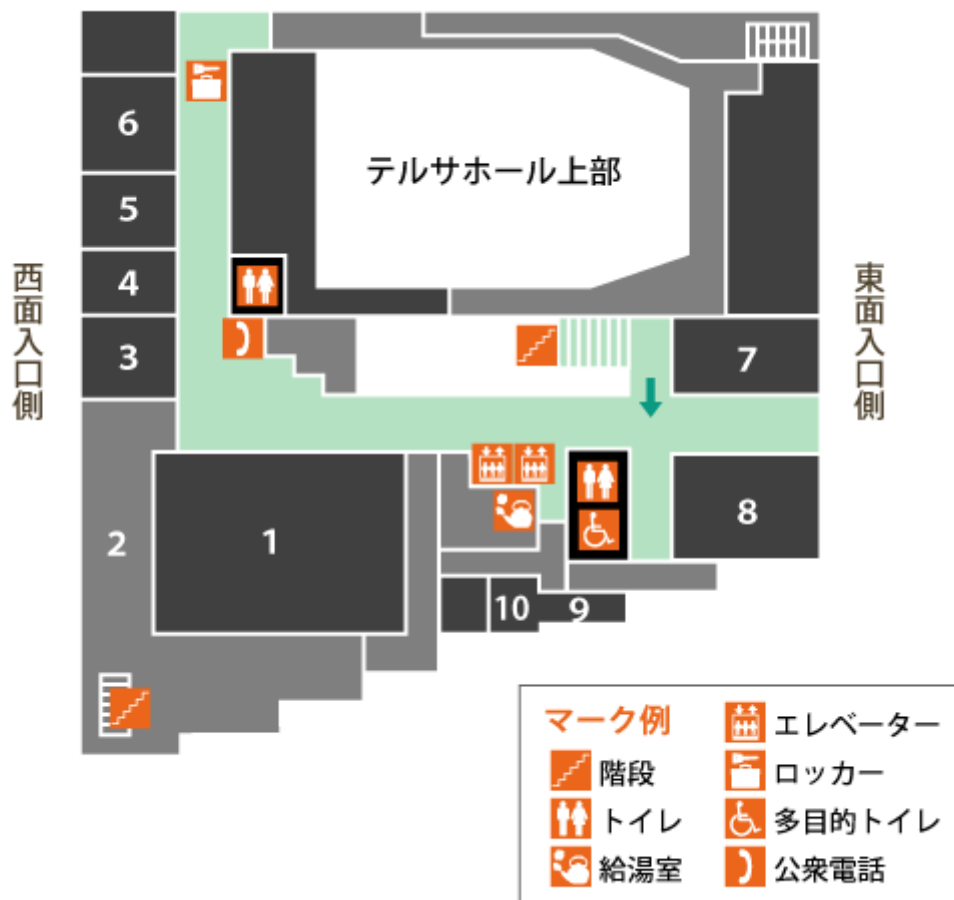 6
5
4
3
2
1
テルサホール上部
7
8
10
9
西面入口側
東面入口側
マーク例
階段
トイレ
給湯室
エレベーター
ロッカー
多目的トイレ
公衆電話